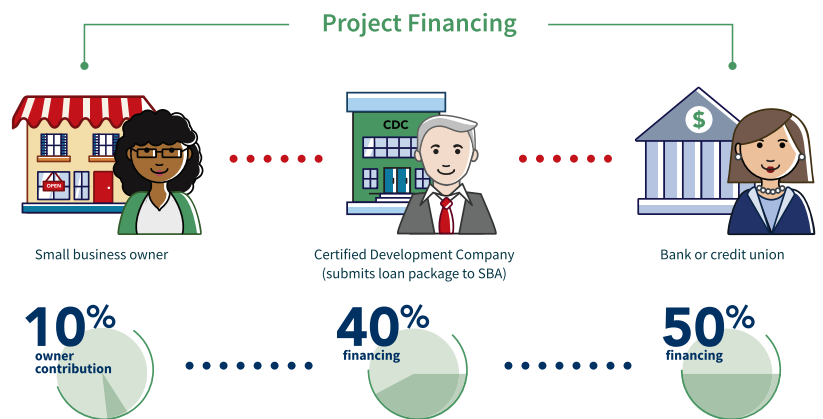 Project Financing
OPEN
CDC
$
Small business owner
Certified Development Company
(submits loan package to SBA)
Bank or credit union
10%
owner
contribution
40%
financing
50%
financing